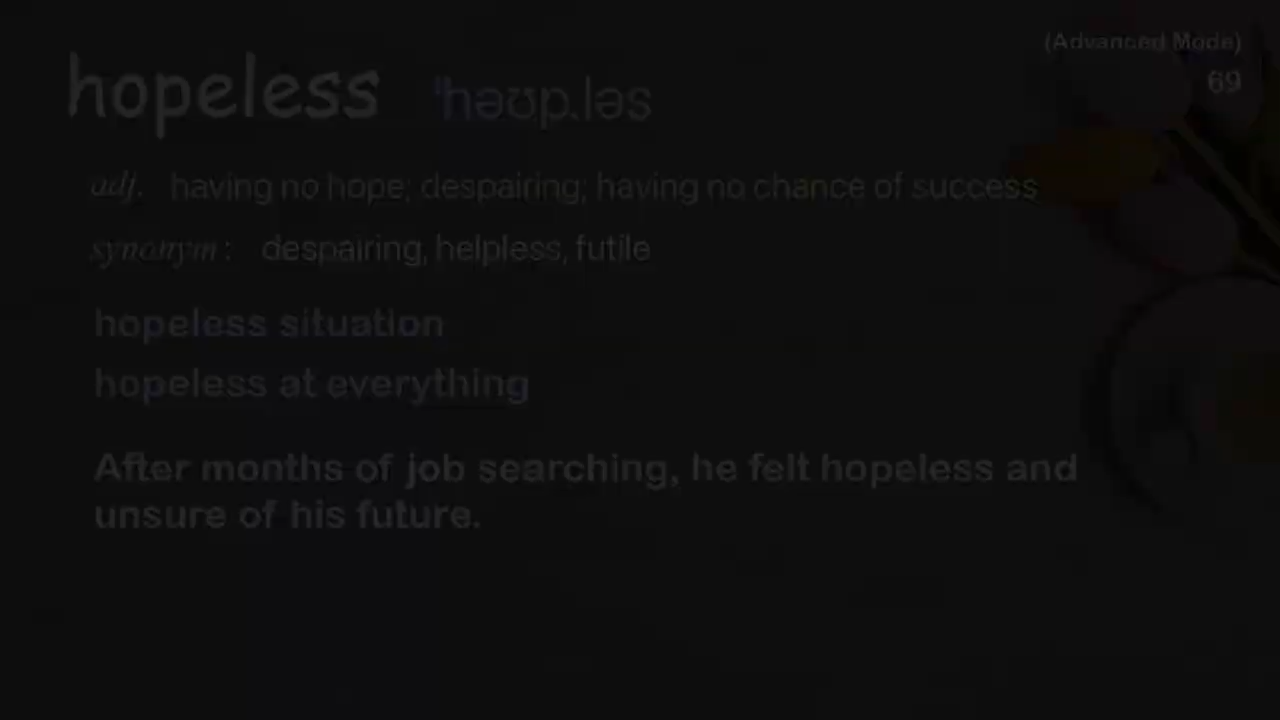 (Advanced Mode)
69
hopeless ˈhəʊp.ləs
adj. having no hope; despairing; having no chance of success
synonym : despairing, helpless, futile
hopeless situation
hopeless at everything
After months of job searching, he felt hopeless and
unsure of his future.